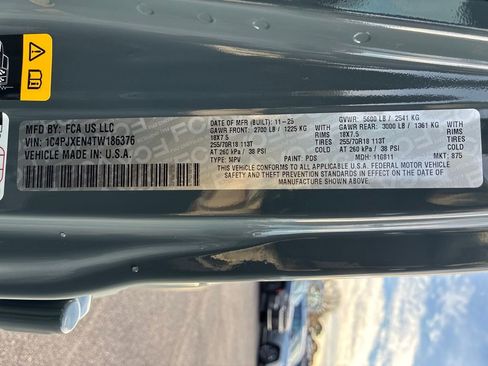 MFD BY: FCA US LLC
VIN: 1C4PJXEN4TW186376
VEHICLE MADE IN U.S.A.
DATE OF MFR (BUILT): 11-25
GVWR: 5600 LB / 2541 KG
GAWR FRONT: 2700 LB / 1225 KG
GAWR REAR: 3000 LB / 1361 KG
18X7.5 RIMS
18X7.5 RIMS
255/70R18 113T TIRES
255/70R18 113T TIRES
AT 260 kPa / 38 PSI COLD
AT 260 kPa / 38 PSI COLD
TYPE: MPV PAINT: PDS MDH: 110811 MKT: 875
THIS VEHICLE CONFORMS TO ALL APPLICABLE U.S.A. FEDERAL MOTOR VEHICLE
SAFETY AND THEFT PREVENTION STANDARDS IN EFFECT ON THE DATE OF
MANUFACTURE SHOWN ABOVE.